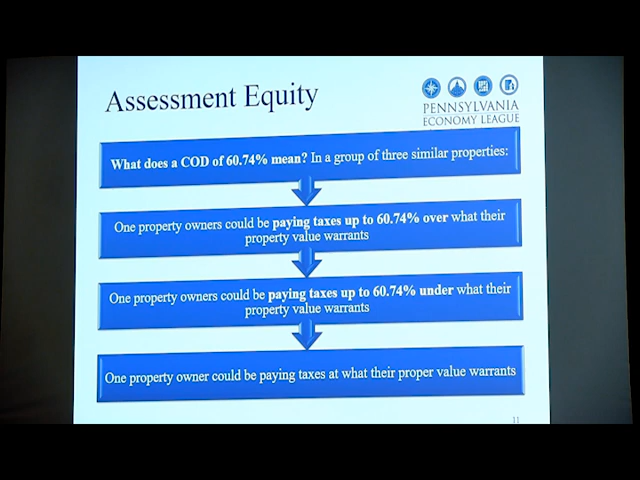 Assessment Equity
PENNSYLVANIA
ECONOMY LEAGUE
What does a COD of 60.74% mean? In a group of three similar properties:
One property owners could be paying taxes up to 60.74% over what their
property value warrants
One property owners could be paying taxes up to 60.74% under what their
property value warrants
One property owner could be paying taxes at what their proper value warrants
11